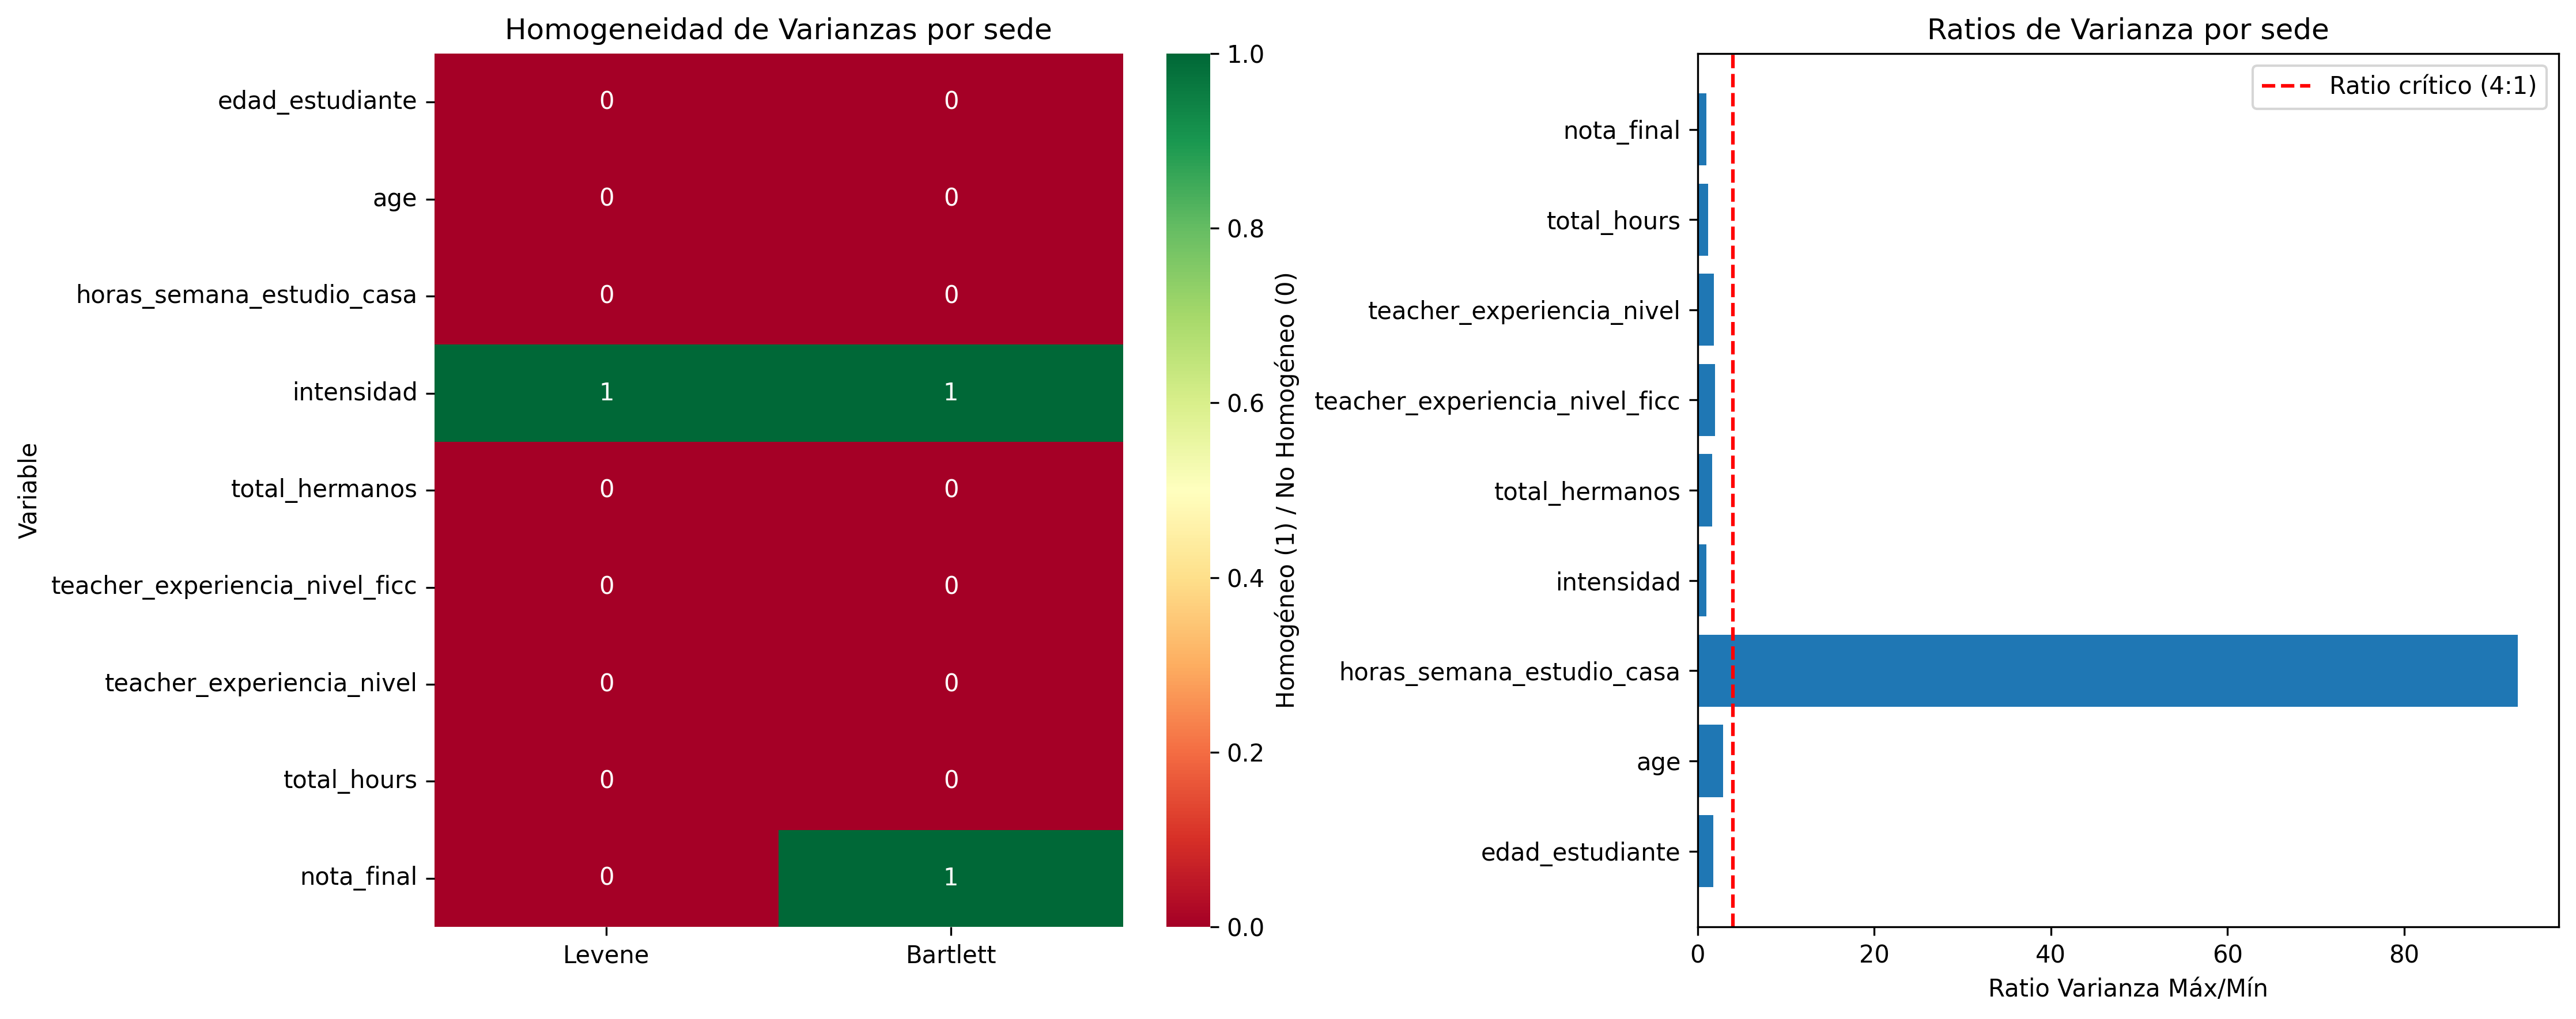 Homogeneidad de Varianzas por sede
Variable
edad_estudiante 0 0
age 0 0
horas_semana_estudio_casa 0 0
intensidad 1 1
total_hermanos 0 0
teacher_experiencia_nivel_ficc 0 0
teacher_experiencia_nivel 0 0
total_hours 0 0
nota_final 0 1
Levene Bartlett
1.0
0.8
0.6
0.4
0.2
0.0
Homogéneo (1) / No Homogéneo (0)
Ratios de Varianza por sede
Ratio crítico (4:1)
nota_final
total_hours
teacher_experiencia_nivel
teacher_experiencia_nivel_ficc
total_hermanos
intensidad
horas_semana_estudio_casa
age
edad_estudiante
0 20 40 60 80
Ratio Varianza Máx/Mín